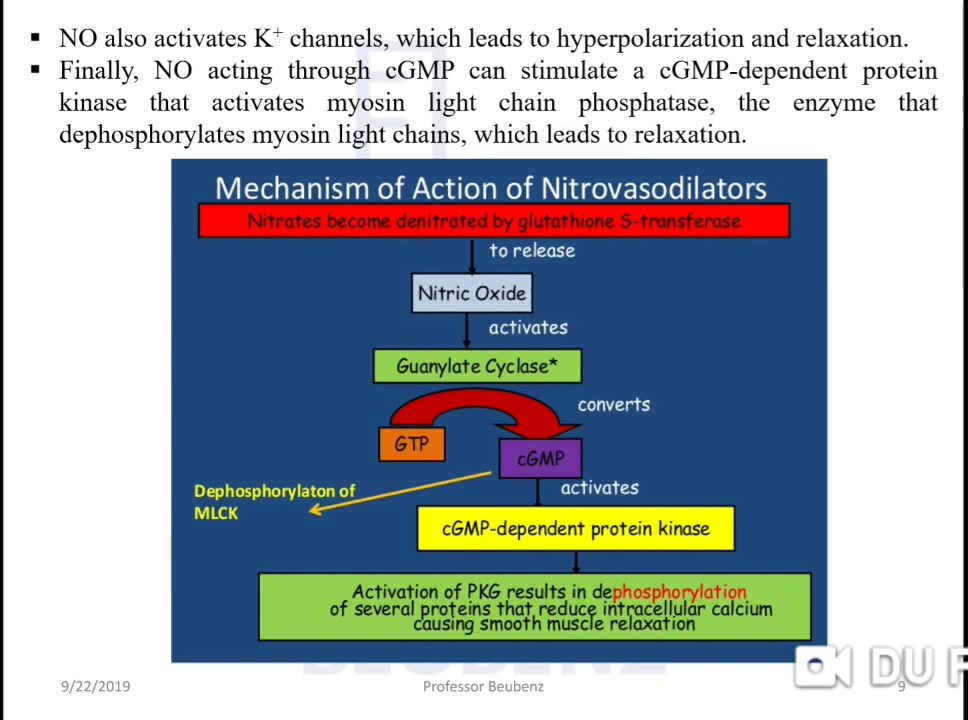 ▪ NO also activates K⁺ channels, which leads to hyperpolarization and relaxation.
▪ Finally, NO acting through cGMP can stimulate a cGMP-dependent protein
kinase that activates myosin light chain phosphatase, the enzyme that
dephosphorylates myosin light chains, which leads to relaxation.
Mechanism of Action of Nitrovasodilators
Nitrates become denitrated by glutathione S-transferase
to release
Nitric Oxide
activates
Guanylate Cyclase*
converts
GTP
cGMP
Dephosphorylaton of
MLCK
activates
cGMP-dependent protein kinase
Activation of PKG results in dephosphorylation
of several proteins that reduce intracellular calcium
causing smooth muscle relaxation
BEUBENZ
9/22/2019
Professor Beubenz
9
DU